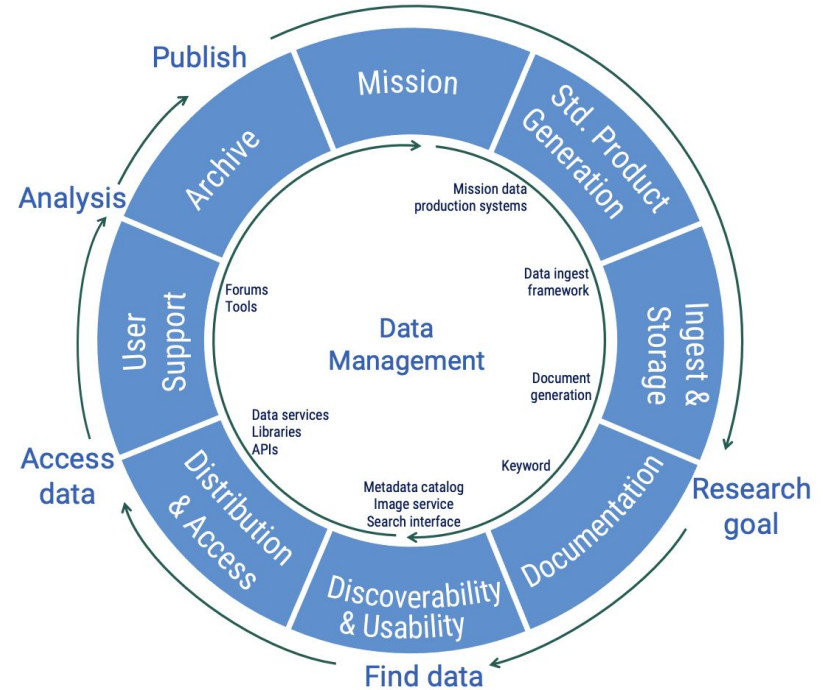 Publish
Mission
Std. Product
Generation
Archive
Mission data
production systems
Analysis
Data ingest
framework
Forums
Tools
User
Support
Ingest &
Storage
Data
Management
Document
generation
Data services
Libraries
APIs
Access
data
Keyword
Metadata catalog
Image service
Search interface
Distribution
& Access
Documentation
Research
goal
Discoverability
& Usability
Find data